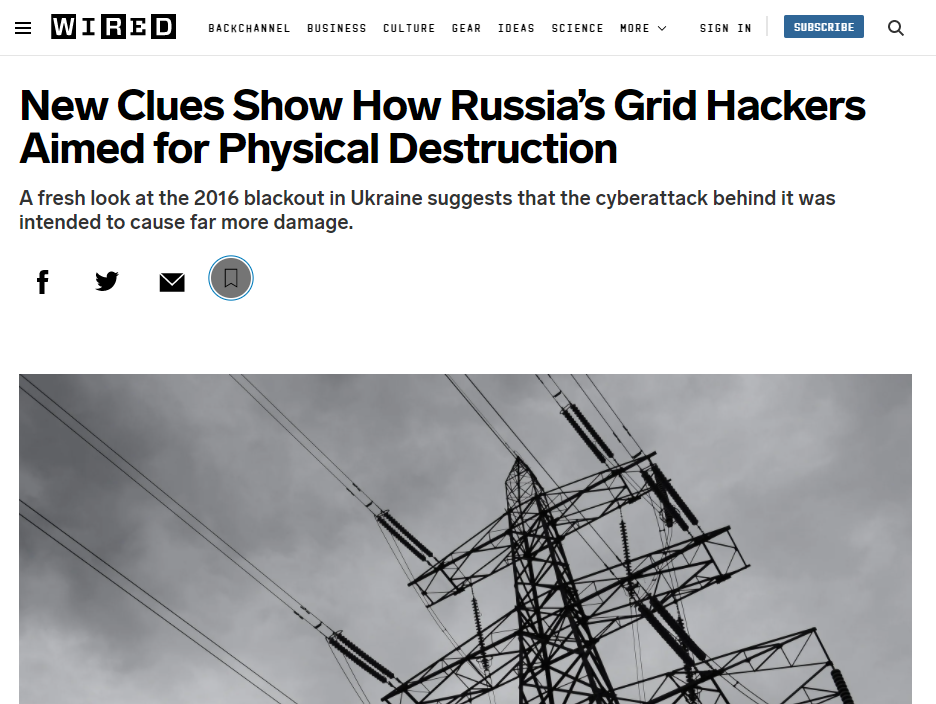 WIRED
BACKCHANNEL BUSINESS CULTURE GEAR IDEAS SCIENCE MORE SIGN IN SUBSCRIBE
New Clues Show How Russia’s Grid Hackers
Aimed for Physical Destruction
A fresh look at the 2016 blackout in Ukraine suggests that the cyberattack behind it was
intended to cause far more damage.